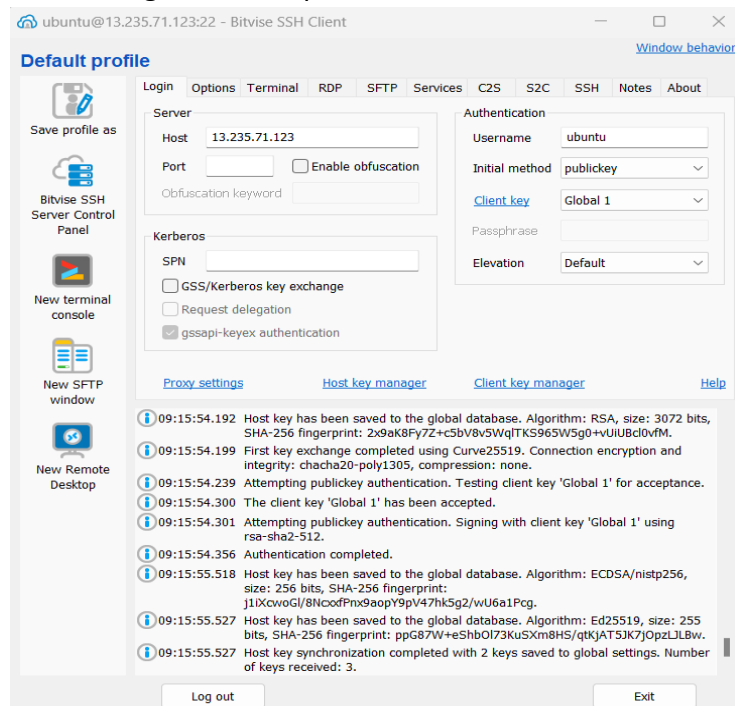 ubuntu@13.235.71.123:22 - Bitvise SSH Client
Window behavior
Default profile
Save profile as
Bitvise SSH
Server Control
Panel
New terminal
console
New SFTP
window
New Remote
Desktop
Login Options Terminal RDP SFTP Services C2S S2C SSH Notes About
Server
Host 13.235.71.123
Port Enable obfuscation
Obfuscation keyword
Kerberos
SPN
GSS/Kerberos key exchange
Request delegation
gssapi-keyex authentication
Authentication
Username ubuntu
Initial method publickey
Client key Global 1
Passphrase
Elevation Default
Proxy settings Host key manager Client key manager Help
09:15:54.192 Host key has been saved to the global database. Algorithm: RSA, size: 3072 bits,
SHA-256 fingerprint: 2x9aK8Fy7Z+c5bV8v5WqlTKS965W5g0+vUiUBcl0vfM.
09:15:54.199 First key exchange completed using Curve25519. Connection encryption and
integrity: chacha20-poly1305, compression: none.
09:15:54.239 Attempting publickey authentication. Testing client key 'Global 1' for acceptance.
09:15:54.300 The client key 'Global 1' has been accepted.
09:15:54.301 Attempting publickey authentication. Signing with client key 'Global 1' using
rsa-sha2-512.
09:15:54.356 Authentication completed.
09:15:55.518 Host key has been saved to the global database. Algorithm: ECDSA/nistp256,
size: 256 bits, SHA-256 fingerprint:
j1iXcwoGl/8NcxxfPnx9aopY9pV47hk5g2/wU6a1Pcg.
09:15:55.527 Host key has been saved to the global database. Algorithm: Ed25519, size: 255
bits, SHA-256 fingerprint: ppG87W+eShbOl73KuSXm8HS/qtKjAT5JK7jOpzLJLBw.
09:15:55.527 Host key synchronization completed with 2 keys saved to global settings. Number
of keys received: 3.
Log out Exit